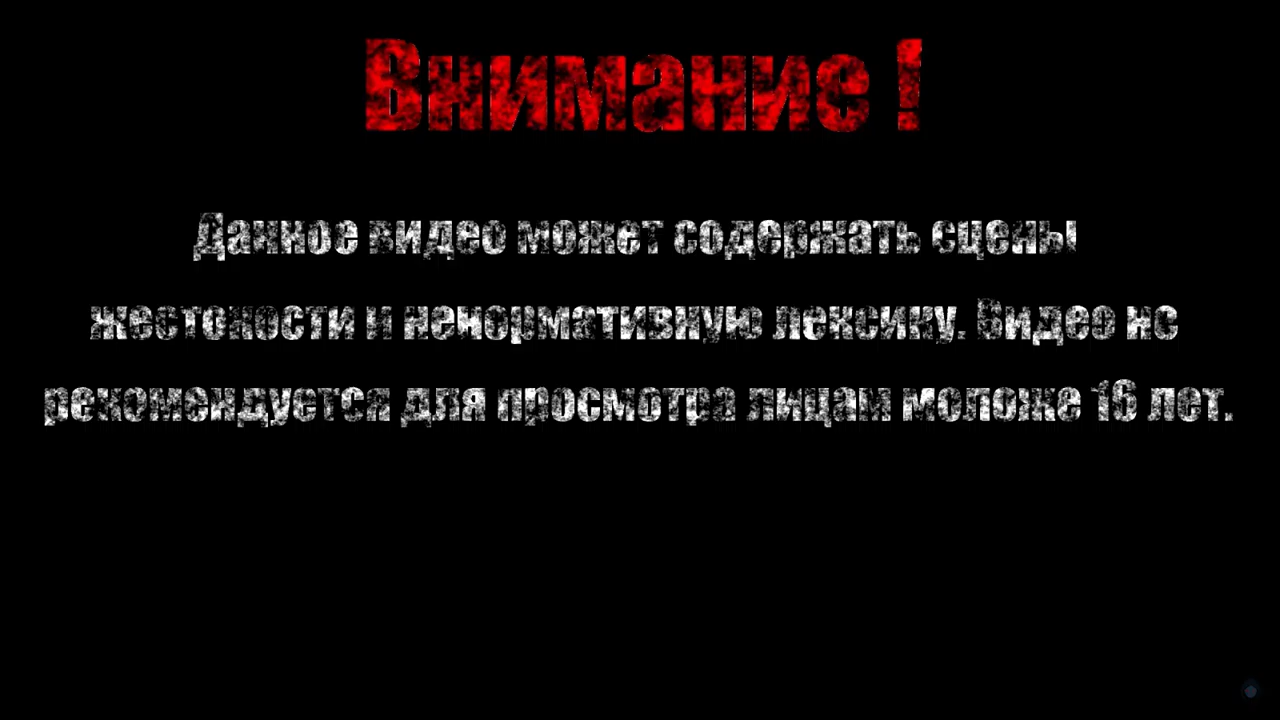 Внимание !
Данное видео может содержать сцены
жестокости и ненормативную лексику. Видео не
рекомендуется для просмотра лицам моложе 16 лет.